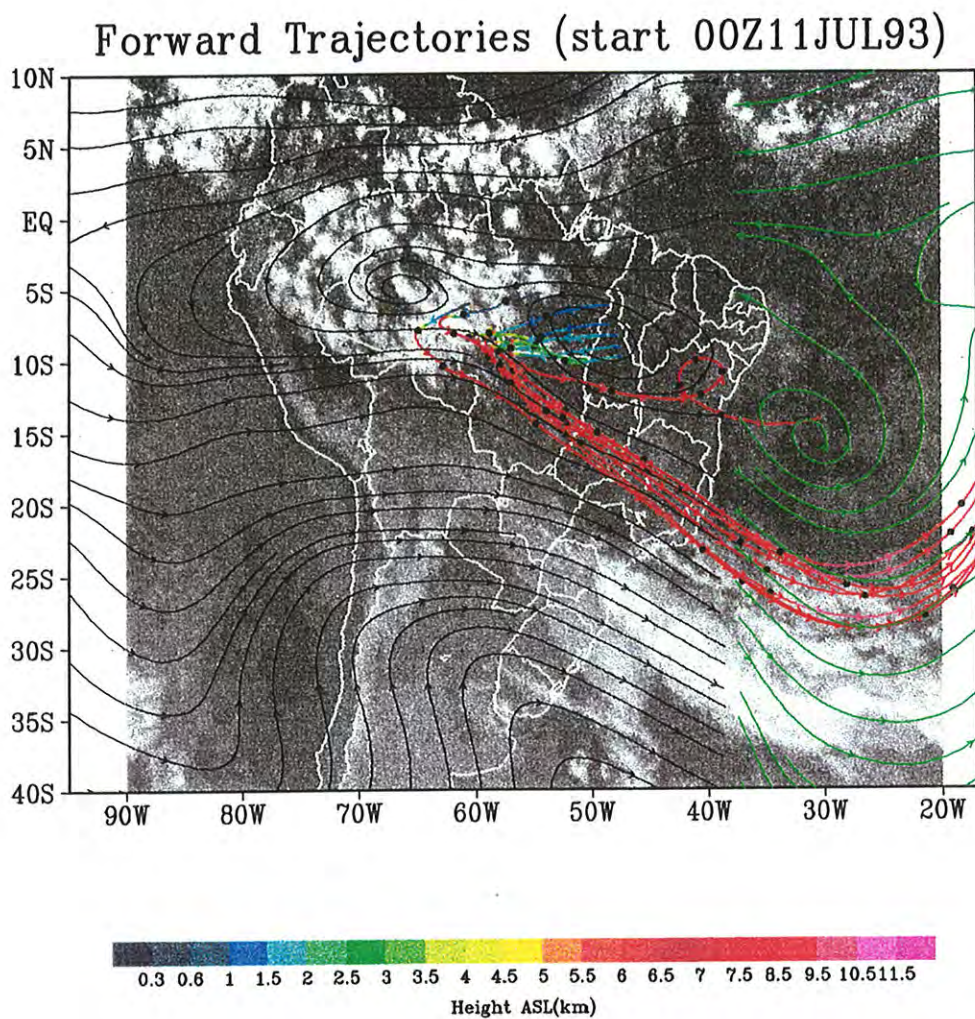 Forward Trajectories (start 00Z11JUL93)
10N
5N
EQ
5S
10S
15S
20S
25S
30S
35S
40S
90W 80W 70W 60W 50W 40W 30W 20W
0.3 0.6 1 1.5 2 2.5 3 3.5 4 4.5 5 5.5 6 6.5 7 7.5 8.5 9.5 10.5 11.5
Height ASL(km)